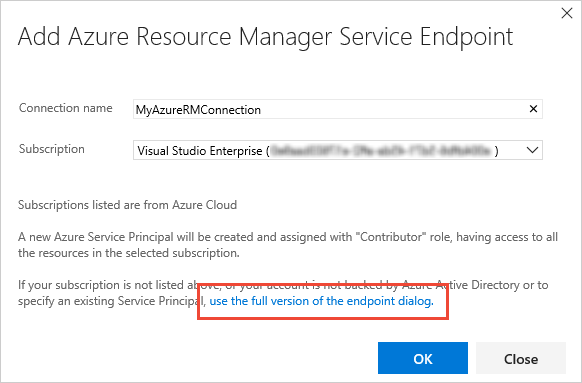 Add Azure Resource Manager Service Endpoint
Connection name
MyAzureRMConnection
Subscription
Visual Studio Enterprise ( )
Subscriptions listed are from Azure Cloud
A new Azure Service Principal will be created and assigned with "Contributor" role, having access to all
the resources in the selected subscription.
If your subscription is not listed above, or your account is not backed by Azure Active Directory or to
specify an existing Service Principal, use the full version of the endpoint dialog.
OK
Close